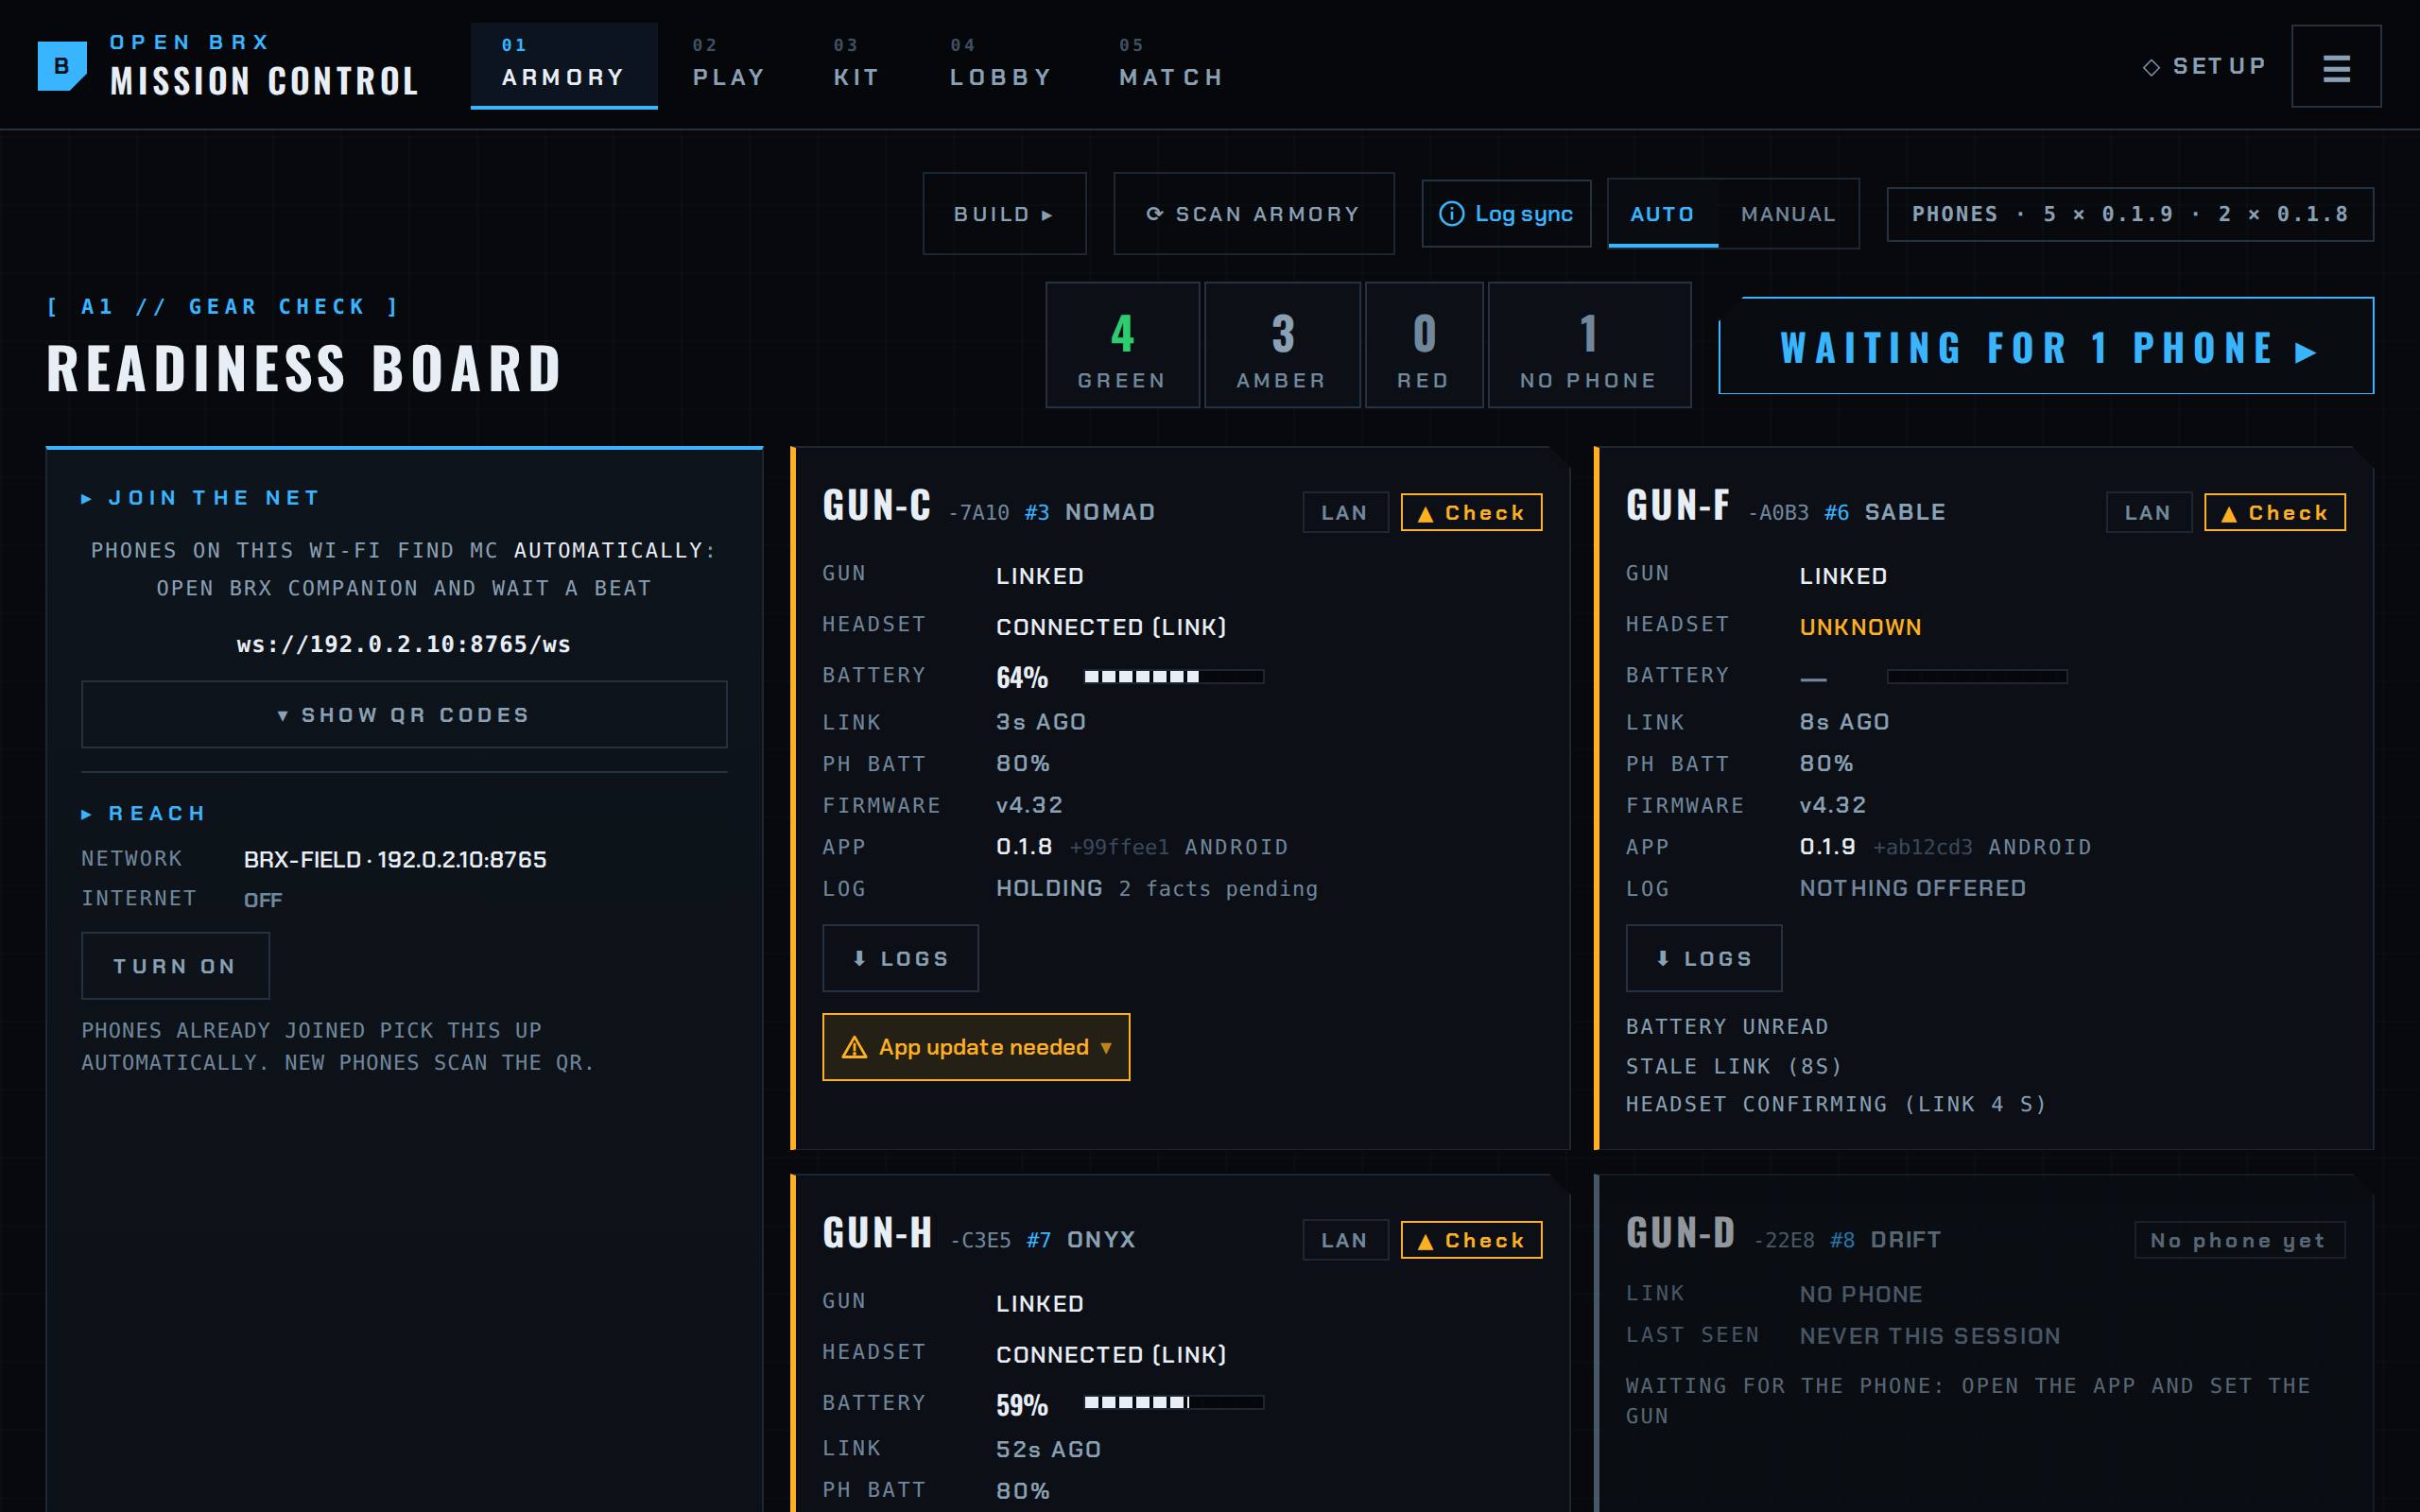 B
OPEN BRX
MISSION CONTROL
01
ARMORY
02
PLAY
03
KIT
04
LOBBY
05
MATCH
◇ SETUP
☰
BUILD ▸
⟳ SCAN ARMORY
Log sync
AUTO
MANUAL
PHONES · 5 × 0.1.9 · 2 × 0.1.8
[ A1 // GEAR CHECK ]
READINESS BOARD
4
GREEN
3
AMBER
0
RED
1
NO PHONE
WAITING FOR 1 PHONE ▸
▸ JOIN THE NET
PHONES ON THIS WI-FI FIND MC AUTOMATICALLY:
OPEN BRX COMPANION AND WAIT A BEAT
ws://192.0.2.10:8765/ws
▾ SHOW QR CODES
▸ REACH
NETWORK BRX-FIELD · 192.0.2.10:8765
INTERNET OFF
TURN ON
PHONES ALREADY JOINED PICK THIS UP
AUTOMATICALLY. NEW PHONES SCAN THE QR.
GUN-C -7A10 #3 NOMAD LAN ▲ Check
GUN LINKED
HEADSET CONNECTED (LINK)
BATTERY 64%
LINK 3s AGO
PH BATT 80%
FIRMWARE v4.32
APP 0.1.8 +99ffee1 ANDROID
LOG HOLDING 2 facts pending
⬇ LOGS
⚠ App update needed ▾
GUN-F -A0B3 #6 SABLE LAN ▲ Check
GUN LINKED
HEADSET UNKNOWN
BATTERY —
LINK 8s AGO
PH BATT 80%
FIRMWARE v4.32
APP 0.1.9 +ab12cd3 ANDROID
LOG NOTHING OFFERED
⬇ LOGS
BATTERY UNREAD
STALE LINK (8S)
HEADSET CONFIRMING (LINK 4 S)
GUN-H -C3E5 #7 ONYX LAN ▲ Check
GUN LINKED
HEADSET CONNECTED (LINK)
BATTERY 59%
LINK 52s AGO
PH BATT 80%
GUN-D -22E8 #8 DRIFT No phone yet
LINK NO PHONE
LAST SEEN NEVER THIS SESSION
WAITING FOR THE PHONE: OPEN THE APP AND SET THE
GUN